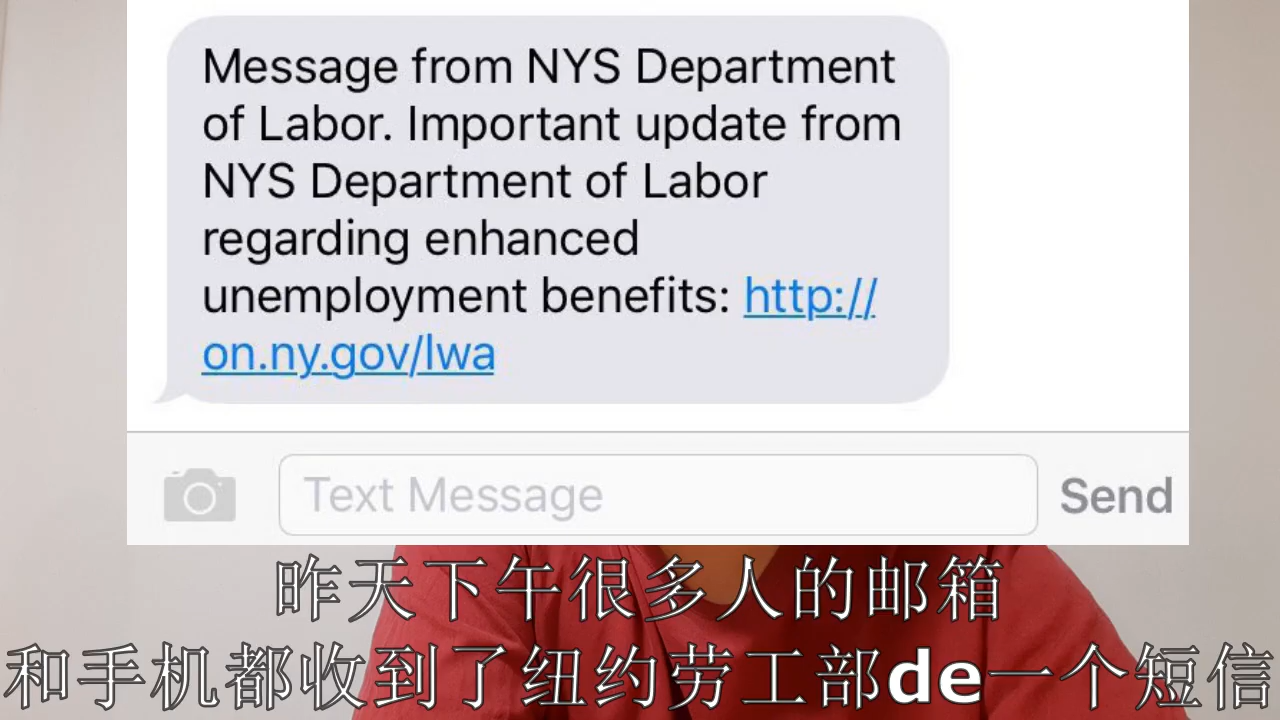 Message from NYS Department
of Labor. Important update from
NYS Department of Labor
regarding enhanced
unemployment benefits: http://
on.ny.gov/lwa
Text Message
Send
昨天下午很多人的邮箱
和手机都收到了纽约劳工部de一个短信